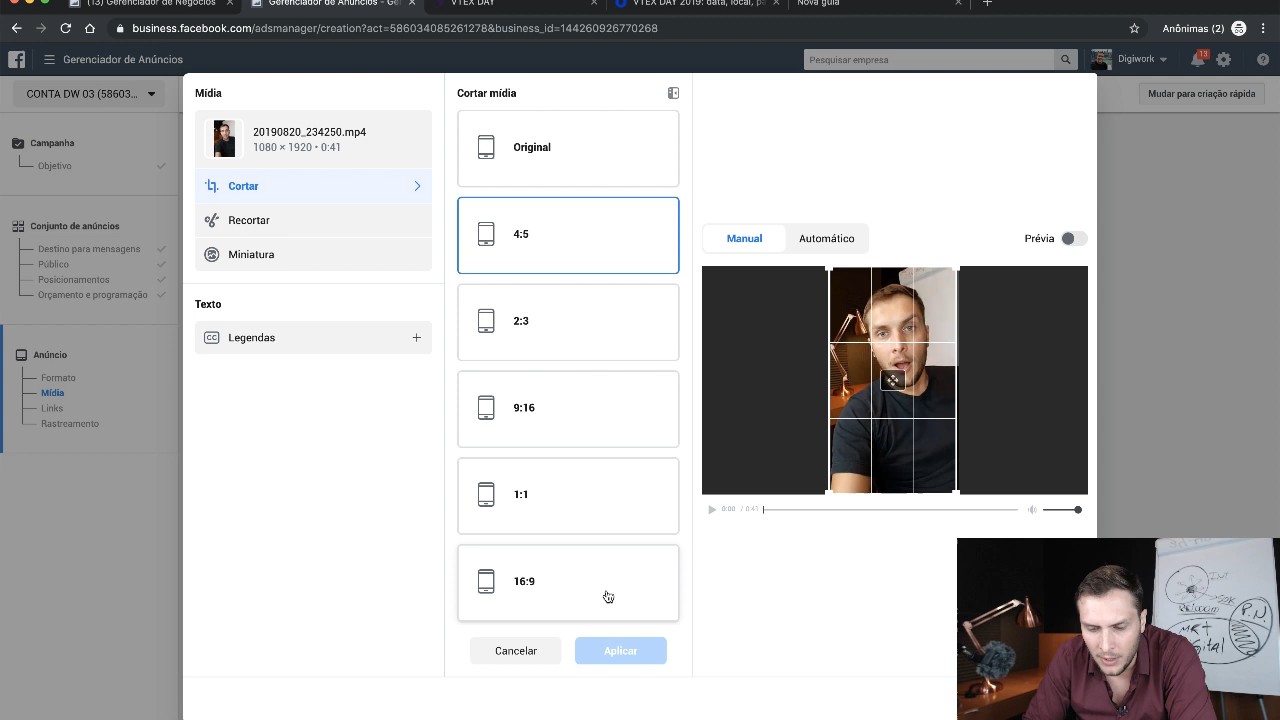 (13) Gerenciador de Negócios
Gerenciador de Anúncios - Ge
VTEX DAY
VTEX DAY 2019: data, local, p
Nova guia
business.facebook.com/adsmanager/creation?act=586034085261278&business_id=144260926770268
Anônimas (2)
Gerenciador de Anúncios
Pesquisar empresa
Digiwork
13
CONTA DW 03 (58603...
Mudar para criação rápida
Campanha
Objetivo
Conjunto de anúncios
Destino para mensagens
Público
Posicionamentos
Orçamento e programação
Anúncio
Formato
Mídia
Links
Rastreamento
Mídia
20190820_234250.mp4
1080 × 1920 • 0:41
Cortar
Recortar
Miniatura
Texto
CC
Legendas
Cortar mídia
Original
4:5
2:3
9:16
1:1
16:9
Cancelar
Aplicar
Manual
Automático
Prévia
0:00 / 0:41
P.N